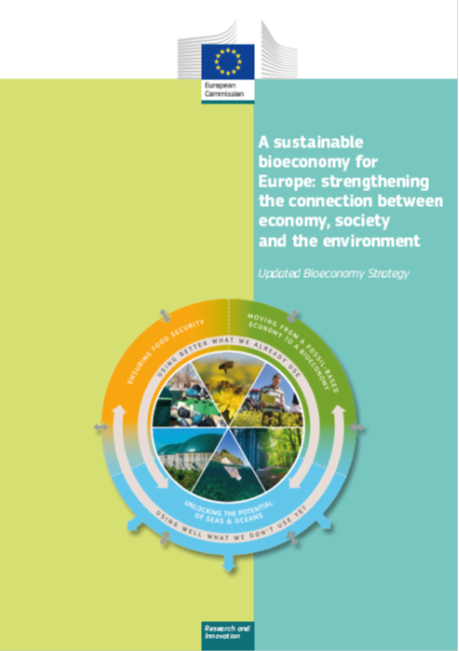 European
Commission
A sustainable
bioeconomy for
Europe: strengthening
the connection between
economy, society
and the environment
Updated Bioeconomy Strategy
ENSURING FOOD SECURITY
MOVING FROM A FOSSIL-BASED
ECONOMY TO A BIOECONOMY
USING BETTER WHAT WE ALREADY USE
UNLOCKING THE POTENTIAL
OF SEAS & OCEANS
USING WELL WHAT WE DON'T USE YET
Research and
Innovation